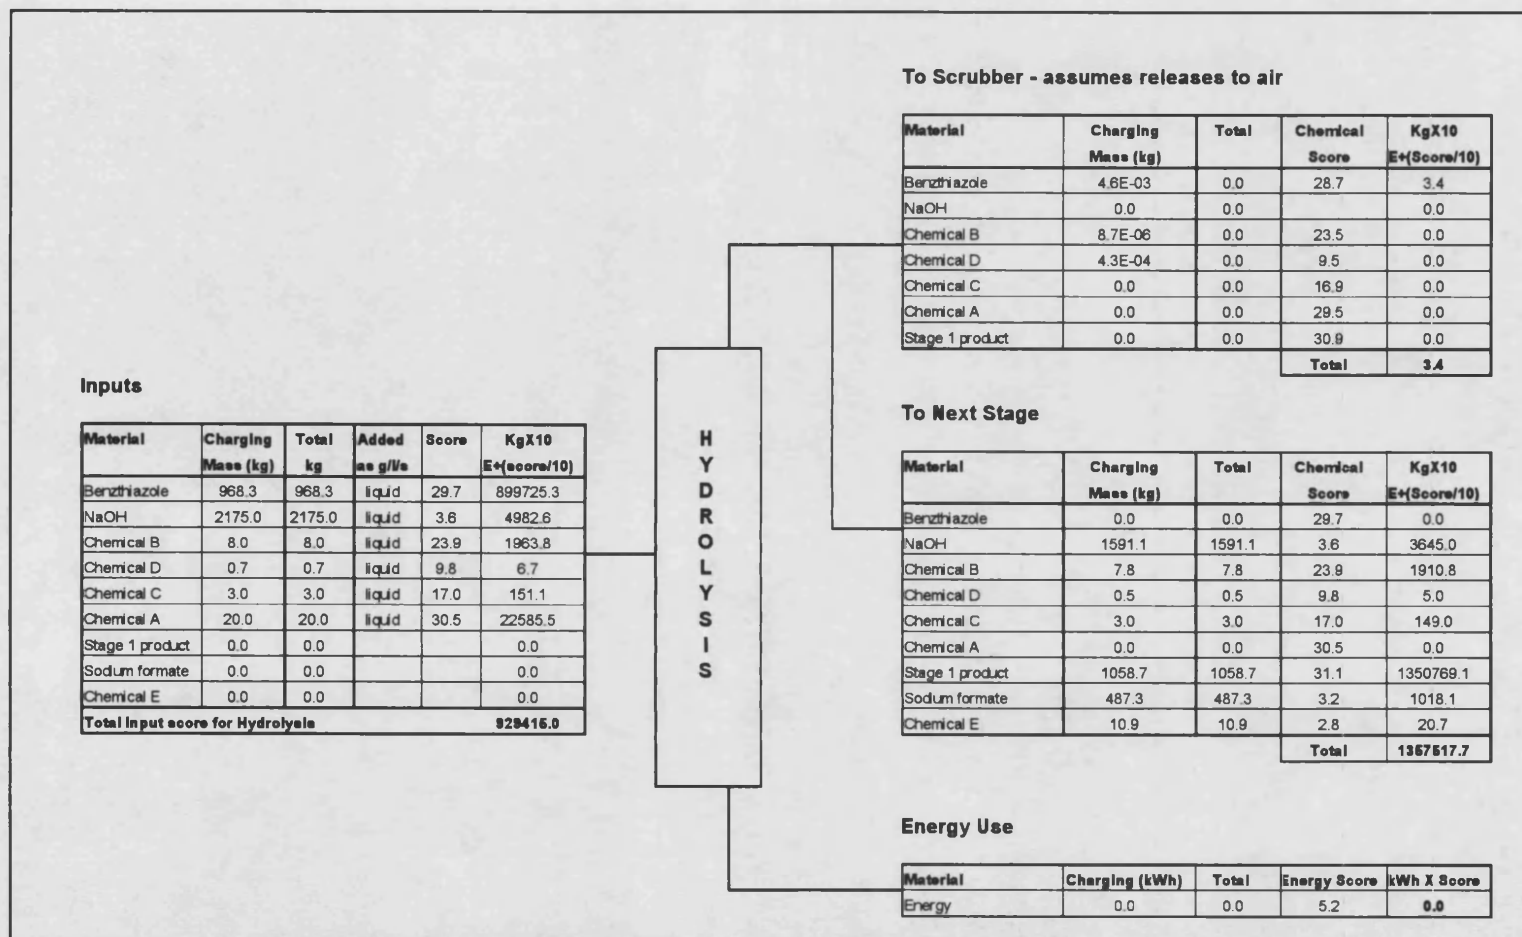 To Scrubber - assumes releases to air
Material Charging Total Chemical KgX10
Mass (kg) Score E+(Score/10)
Benzthiazole 4.6E-03 0.0 28.7 3.4
NaOH 0.0 0.0 0.0
Chemical B 8.7E-06 0.0 23.5 0.0
Chemical D 4.3E-04 0.0 9.5 0.0
Chemical C 0.0 0.0 16.9 0.0
Chemical A 0.0 0.0 29.5 0.0
Stage 1 product 0.0 0.0 30.9 0.0
Total 3.4
Inputs
Material Charging Total Added Score KgX10
Mass (kg) kg as g/l/s E+(score/10)
Benzthiazole 968.3 968.3 liquid 29.7 899725.3
NaOH 2175.0 2175.0 liquid 3.6 4982.6
Chemical B 8.0 8.0 liquid 23.9 1963.8
Chemical D 0.7 0.7 liquid 9.8 6.7
Chemical C 3.0 3.0 liquid 17.0 151.1
Chemical A 20.0 20.0 liquid 30.5 22585.5
Stage 1 product 0.0 0.0 0.0
Sodium formate 0.0 0.0 0.0
Chemical E 0.0 0.0 0.0
Total Input score for Hydrolysis 929415.0
HYDROLYSIS
To Next Stage
Material Charging Total Chemical KgX10
Mass (kg) Score E+(Score/10)
Benzthiazole 0.0 0.0 29.7 0.0
NaOH 1591.1 1591.1 3.6 3645.0
Chemical B 7.8 7.8 23.9 1910.8
Chemical D 0.5 0.5 9.8 5.0
Chemical C 3.0 3.0 17.0 149.0
Chemical A 0.0 0.0 30.5 0.0
Stage 1 product 1058.7 1058.7 31.1 1350769.1
Sodium formate 487.3 487.3 3.2 1018.1
Chemical E 10.9 10.9 2.8 20.7
Total 1357517.7
Energy Use
Material Charging (kWh) Total Energy Score kWh X Score
Energy 0.0 0.0 5.2 0.0